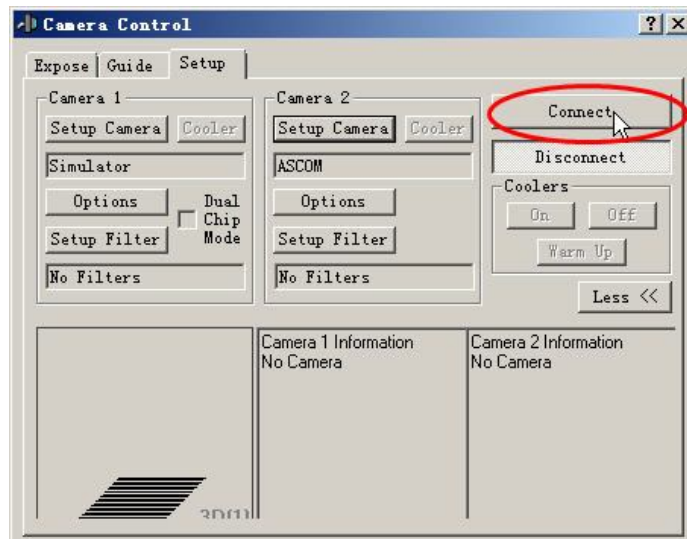 Camera Control
Expose
Guide
Setup
Camera 1
Setup Camera
Cooler
Simulator
Options
Dual
Chip
Mode
Setup Filter
No Filters
Camera 2
Setup Camera
Cooler
ASCOM
Options
Setup Filter
No Filters
Connect
Disconnect
Coolers
On
Off
Warm Up
Less <<
Camera 1 Information
No Camera
Camera 2 Information
No Camera